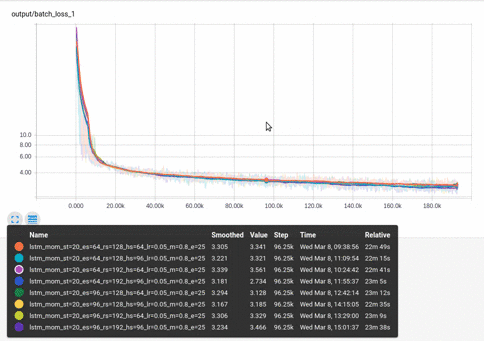 output/batch_loss_1
10.0
8.00
6.00
4.00
0.000 20.00k 40.00k 60.00k 80.00k 100.0k 120.0k 140.0k 160.0k 180.0k
Name Smoothed Value Step Time Relative
lstm_mom_st=20_es=64_rs=128_hs=64_lr=0.05_m=0.8_e=25 3.305 3.341 96.25k Wed Mar 8, 09:38:56 22m 49s
lstm_mom_st=20_es=64_rs=128_hs=96_lr=0.05_m=0.8_e=25 3.221 3.321 96.25k Wed Mar 8, 11:09:54 22m 15s
lstm_mom_st=20_es=64_rs=192_hs=64_lr=0.05_m=0.8_e=25 3.339 3.561 96.25k Wed Mar 8, 10:24:42 22m 41s
lstm_mom_st=20_es=64_rs=192_hs=96_lr=0.05_m=0.8_e=25 3.181 2.734 96.25k Wed Mar 8, 11:55:37 23m 5s
lstm_mom_st=20_es=96_rs=128_hs=64_lr=0.05_m=0.8_e=25 3.294 3.128 96.25k Wed Mar 8, 12:42:14 23m 12s
lstm_mom_st=20_es=96_rs=128_hs=96_lr=0.05_m=0.8_e=25 3.167 3.185 96.25k Wed Mar 8, 14:15:05 22m 35s
lstm_mom_st=20_es=96_rs=192_hs=64_lr=0.05_m=0.8_e=25 3.306 3.329 96.25k Wed Mar 8, 13:29:00 23m 9s
lstm_mom_st=20_es=96_rs=192_hs=96_lr=0.05_m=0.8_e=25 3.234 3.466 96.25k Wed Mar 8, 15:01:37 23m 38s